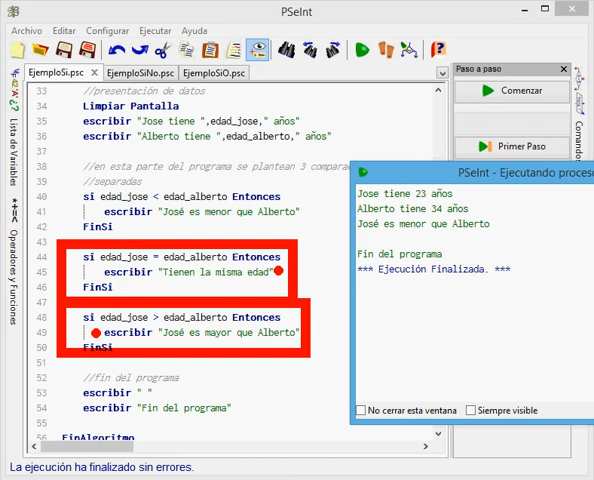 PSeInt
Archivo Editar Configurar Ejecutar Ayuda
EjemploSi.psc EjemploSiNo.psc EjemploSiO.psc
Paso a paso
Comenzar
Primer Paso
Lista de Variables
Operadores y Funciones
Comandos
33 //presentación de datos
34 Limpiar Pantalla
35 escribir "Jose tiene ",edad_jose," años"
36 escribir "Alberto tiene ",edad_alberto," años"
37
38 //en esta parte del programa se plantean 3 compara
39 //separadas
40 si edad_jose < edad_alberto Entonces
41 escribir "José es menor que Alberto"
42 FinSi
43
44 si edad_jose = edad_alberto Entonces
45 escribir "Tienen la misma edad"
46 FinSi
47
48 si edad_jose > edad_alberto Entonces
49 escribir "José es mayor que Alberto"
50 FinSi
51
52 //fin del programa
53 escribir " "
54 escribir "Fin del programa"
55
56 FinAlgoritmo
PSeInt - Ejecutando proceso
Jose tiene 23 años
Alberto tiene 34 años
José es menor que Alberto
Fin del programa
*** Ejecución Finalizada. ***
No cerrar esta ventana Siempre visible
La ejecución ha finalizado sin errores.